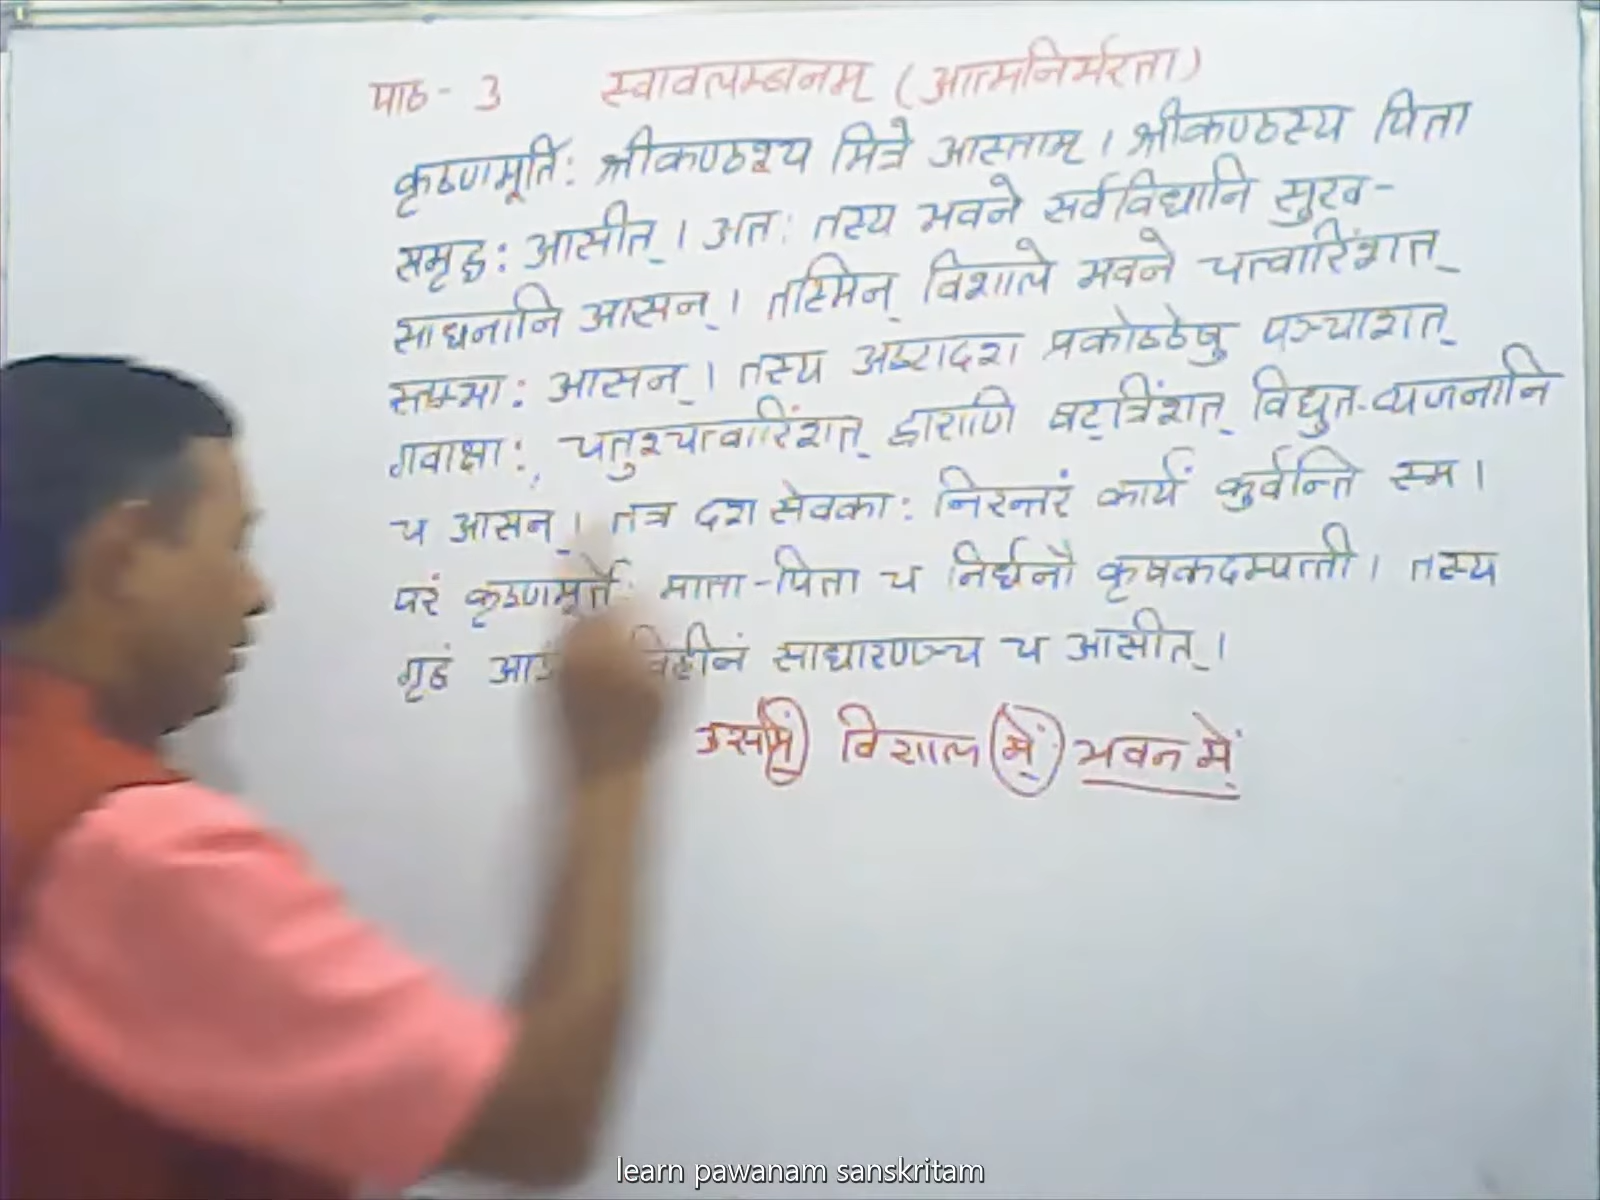 पाठ - 3 स्वावलम्बनम् (आत्मनिर्भरता)
कृष्णमूर्तिः श्रीकण्ठश्च मित्रे आस्ताम्। श्रीकण्ठस्य पिता
समृद्धः आसीत्। अतः तस्य भवने सर्वविधानि सुख-
साधनानि आसन्। तस्मिन् विशाले भवने चत्वारिंशत्
स्तम्भाः आसन्। तस्य अष्टादश प्रकोष्ठेषु पञ्चाशत्
गवाक्षाः, चतुश्चत्वारिंशत् द्वाराणि षट्त्रिंशत् विद्युत-व्यजनानि
च आसन्। तत्र दश सेवकाः निरन्तरं कार्यं कुर्वन्ति स्म।
परं कृष्णमूर्तेः माता-पिता च निर्धनौ कृषकदम्पत्ती। तस्य
गृहं साधारणञ्च च आसीत्।
विशाल में भवन में
learn pawanam sanskritam